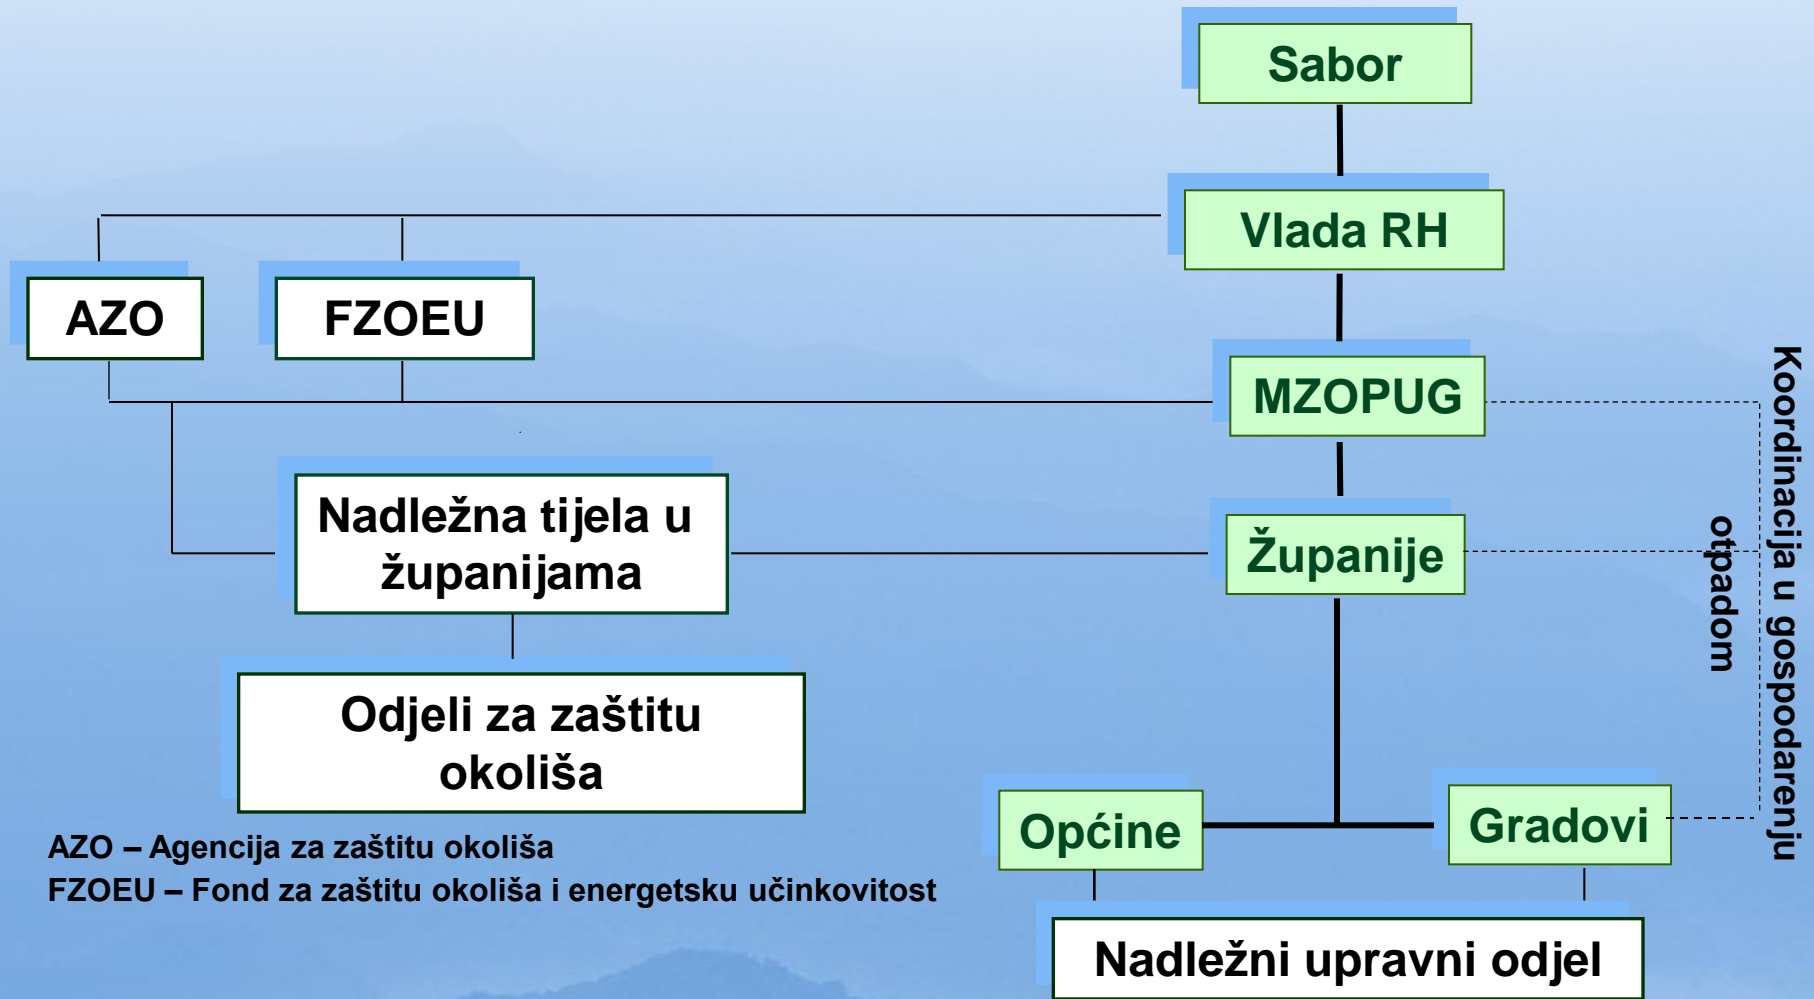 Sabor
Vlada RH
AZO
FZOEU
MZOPUG
Nadležna tijela u
županijama
Županije
Koordinacija u gospodarenju
otpadom
Odjeli za zaštitu
okoliša
Općine
Gradovi
AZO – Agencija za zaštitu okoliša
FZOEU – Fond za zaštitu okoliša i energetsku učinkovitost
Nadležni upravni odjel